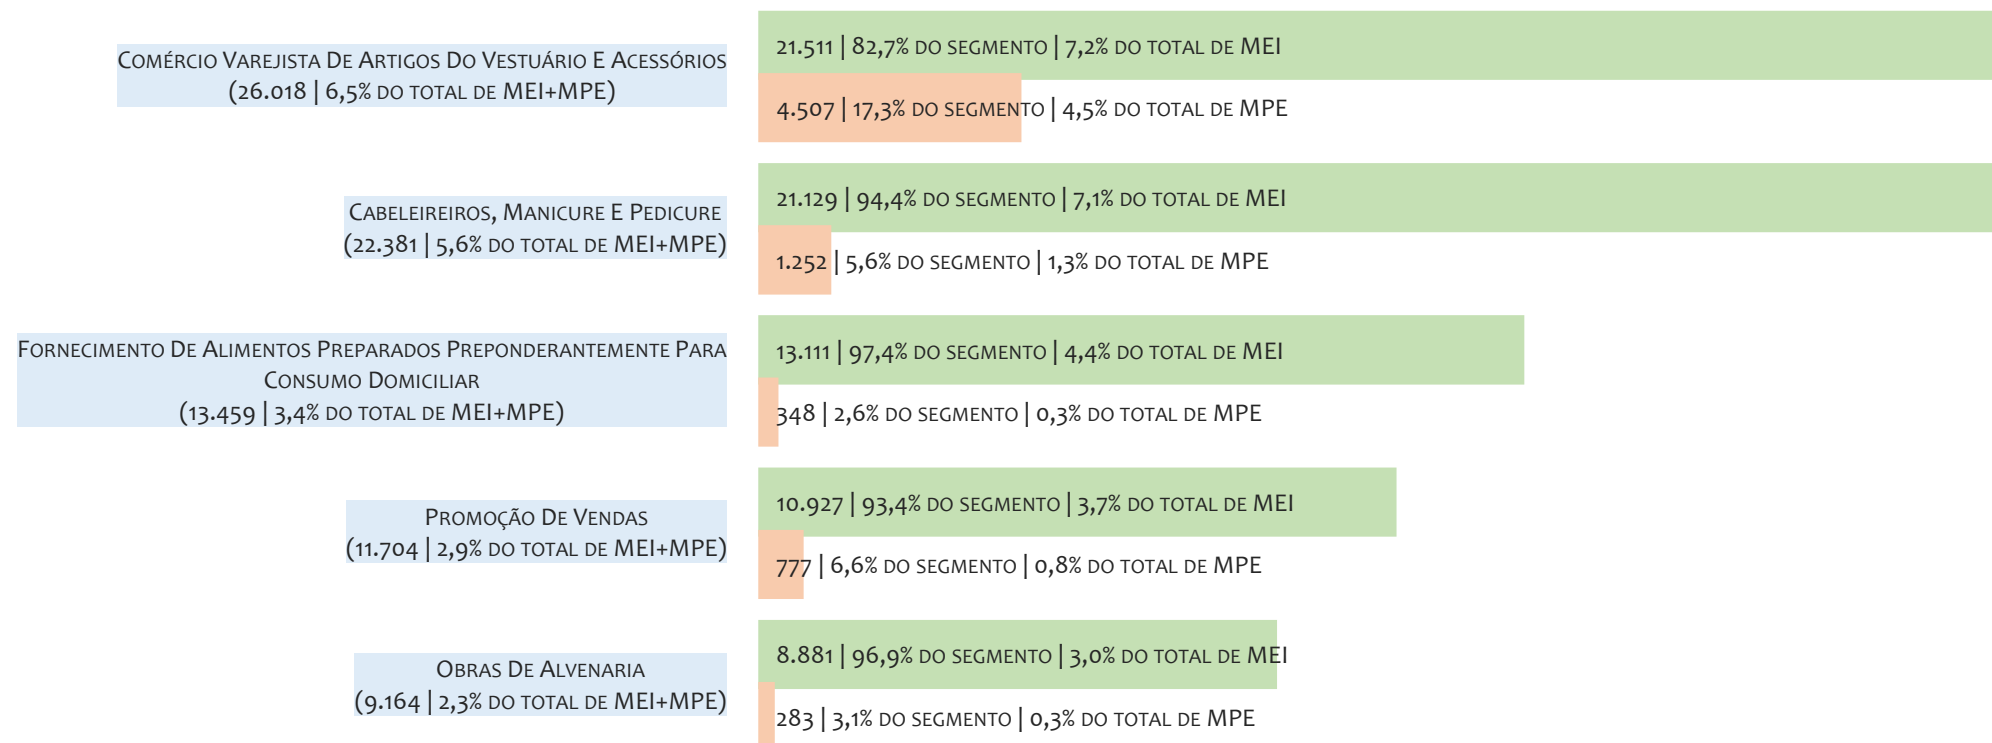 Comércio Varejista De Artigos Do Vestuário E Acessórios
(26.018 | 6,5% do total de MEI+MPE)
21.511 | 82,7% do segmento | 7,2% do total de MEI
4.507 | 17,3% do segmento | 4,5% do total de MPE
Cabeleireiros, Manicure E Pedicure
(22.381 | 5,6% do total de MEI+MPE)
21.129 | 94,4% do segmento | 7,1% do total de MEI
1.252 | 5,6% do segmento | 1,3% do total de MPE
Fornecimento De Alimentos Preparados Preponderantemente Para
Consumo Domiciliar
(13.459 | 3,4% do total de MEI+MPE)
13.111 | 97,4% do segmento | 4,4% do total de MEI
348 | 2,6% do segmento | 0,3% do total de MPE
Promoção De Vendas
(11.704 | 2,9% do total de MEI+MPE)
10.927 | 93,4% do segmento | 3,7% do total de MEI
777 | 6,6% do segmento | 0,8% do total de MPE
Obras De Alvenaria
(9.164 | 2,3% do total de MEI+MPE)
8.881 | 96,9% do segmento | 3,0% do total de MEI
283 | 3,1% do segmento | 0,3% do total de MPE